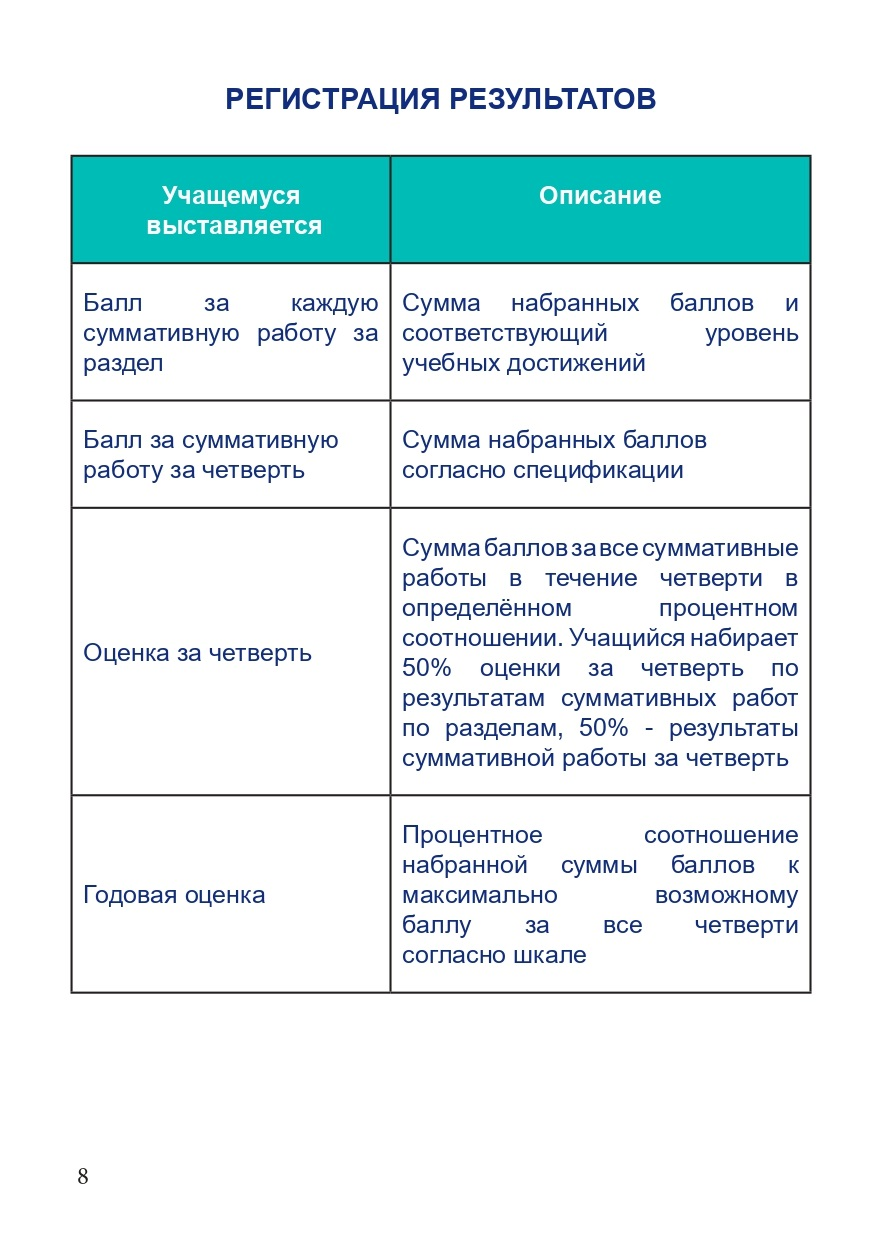 РЕГИСТРАЦИЯ РЕЗУЛЬТАТОВ
Учащемуся
выставляется
Описание
Балл за каждую
суммативную работу за
раздел
Сумма набранных баллов и
соответствующий уровень
учебных достижений
Балл за суммативную
работу за четверть
Сумма набранных баллов
согласно спецификации
Оценка за четверть
Сумма баллов за все суммативные
работы в течение четверти в
определённом процентном
соотношении. Учащийся набирает
50% оценки за четверть по
результатам суммативных работ
по разделам, 50% - результаты
суммативной работы за четверть
Годовая оценка
Процентное соотношение
набранной суммы баллов к
максимально возможному
баллу за все четверти
согласно шкале
8